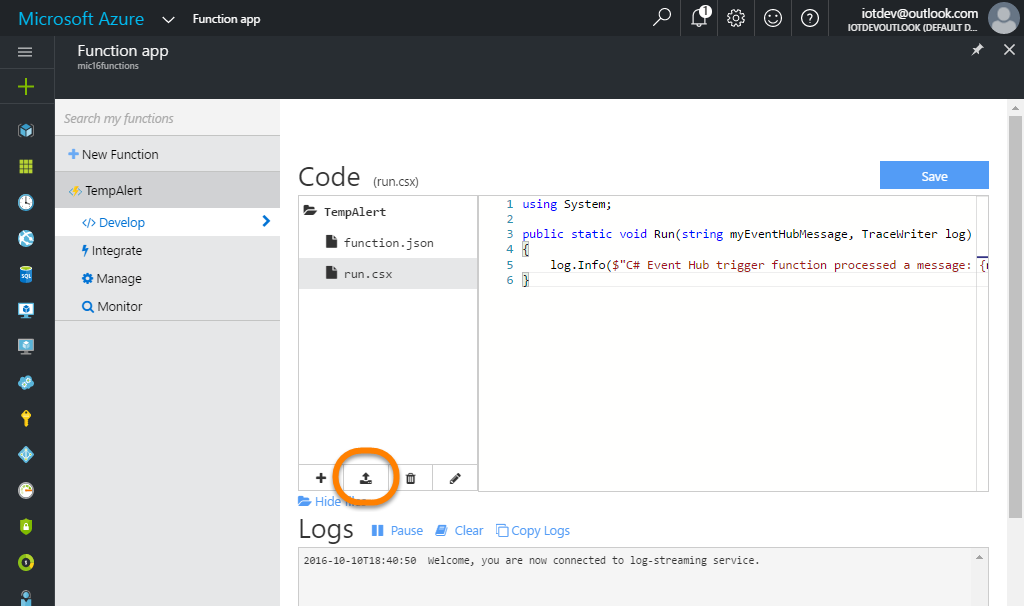 Microsoft Azure Function app
1
iotdev@outlook.com
IOTDEVOUTLOOK (DEFAULT D...
Function app
mic16functions
Search my functions
New Function
TempAlert
</> Develop
Integrate
Manage
Monitor
SQL
Code (run.csx)
Save
TempAlert
function.json
run.csx
1 using System;
2
3 public static void Run(string myEventHubMessage, TraceWriter log)
4 {
5 log.Info($"C# Event Hub trigger function processed a message: {
6 }
Hide files
Logs Pause Clear Copy Logs
2016-10-10T18:40:50 Welcome, you are now connected to log-streaming service.